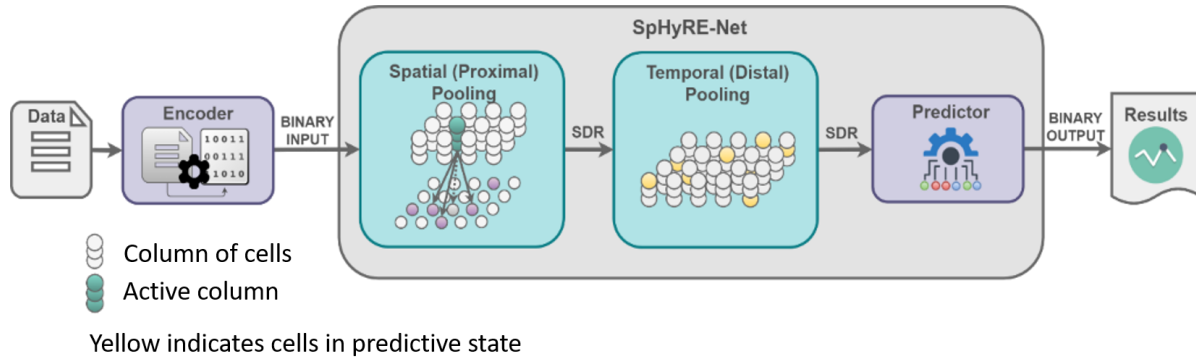 SpHyRE-Net
Spatial (Proximal)
Pooling
Temporal (Distal)
Pooling
Data
Encoder
10011
00111
11010
BINARY
INPUT
SDR
SDR
Predictor
BINARY
OUTPUT
Results
Column of cells
Active column
Yellow indicates cells in predictive state